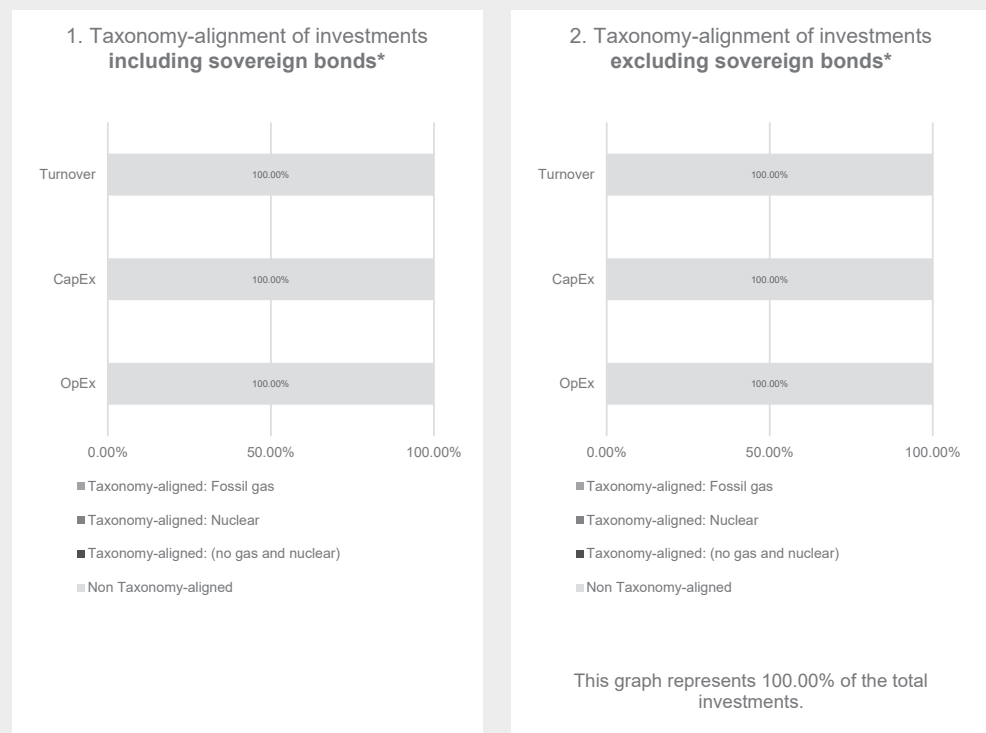 1. Taxonomy-alignment of investments
including sovereign bonds*
Turnover
100.00%
CapEx
100.00%
OpEx
100.00%
0.00%
50.00%
100.00%
Taxonomy-aligned: Fossil gas
Taxonomy-aligned: Nuclear
Taxonomy-aligned: (no gas and nuclear)
Non Taxonomy-aligned
2. Taxonomy-alignment of investments
excluding sovereign bonds*
Turnover
100.00%
CapEx
100.00%
OpEx
100.00%
0.00%
50.00%
100.00%
Taxonomy-aligned: Fossil gas
Taxonomy-aligned: Nuclear
Taxonomy-aligned: (no gas and nuclear)
Non Taxonomy-aligned
This graph represents 100.00% of the total
investments.